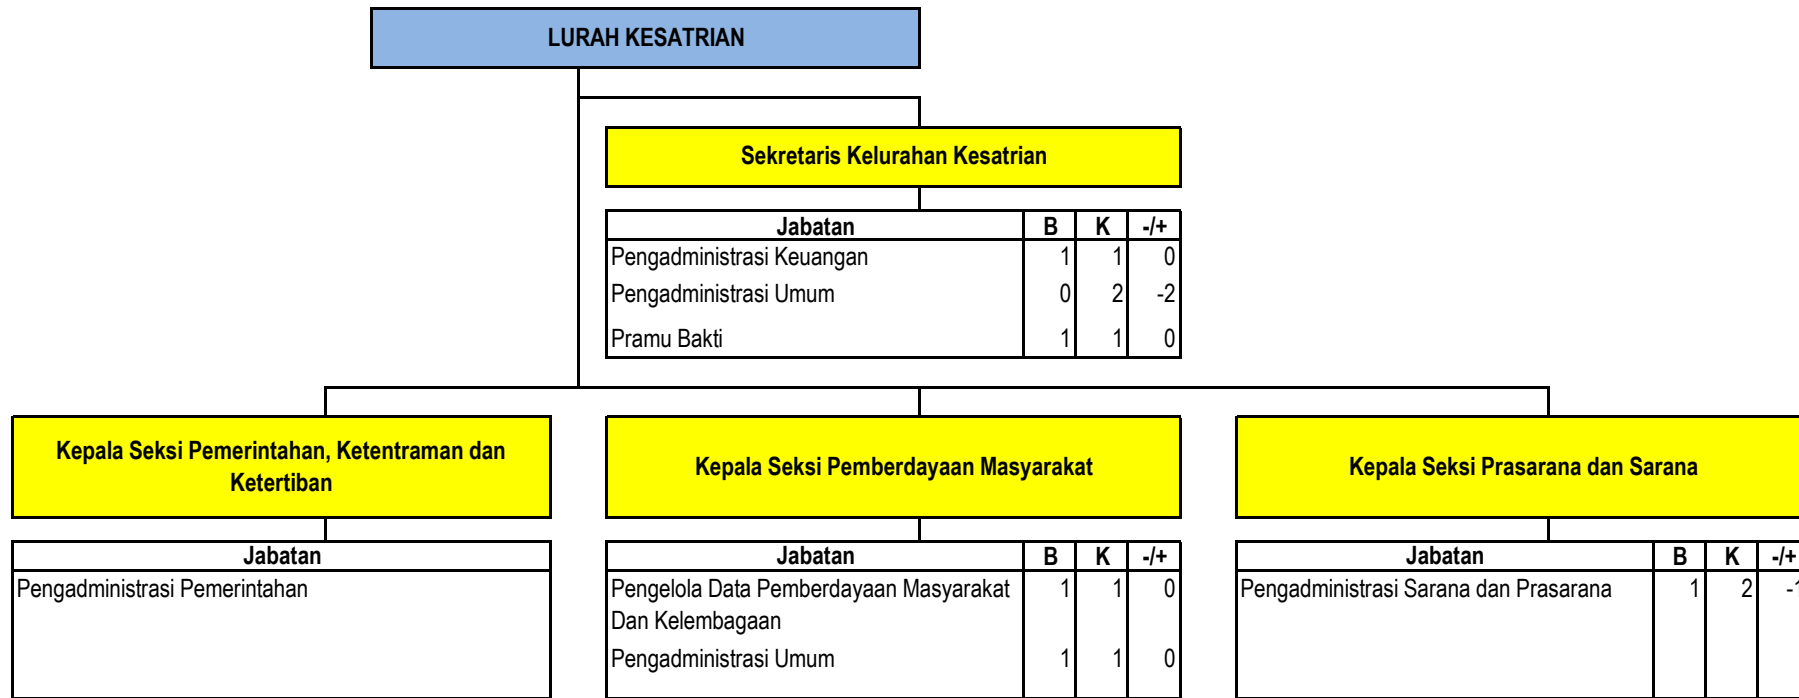 LURAH KESATRIAN
Sekretaris Kelurahan Kesatrian
Jabatan B K -/+
Pengadministrasi Keuangan 1 1 0
Pengadministrasi Umum 0 2 -2
Pramu Bakti 1 1 0
Kepala Seksi Pemerintahan, Ketentraman dan
Ketertiban
Jabatan
Pengadministrasi Pemerintahan
Kepala Seksi Pemberdayaan Masyarakat
Jabatan B K -/+
Pengelola Data Pemberdayaan Masyarakat 1 1 0
Dan Kelembagaan
Pengadministrasi Umum 1 1 0
Kepala Seksi Prasarana dan Sarana
Jabatan B K -/+
Pengadministrasi Sarana dan Prasarana 1 2 -1